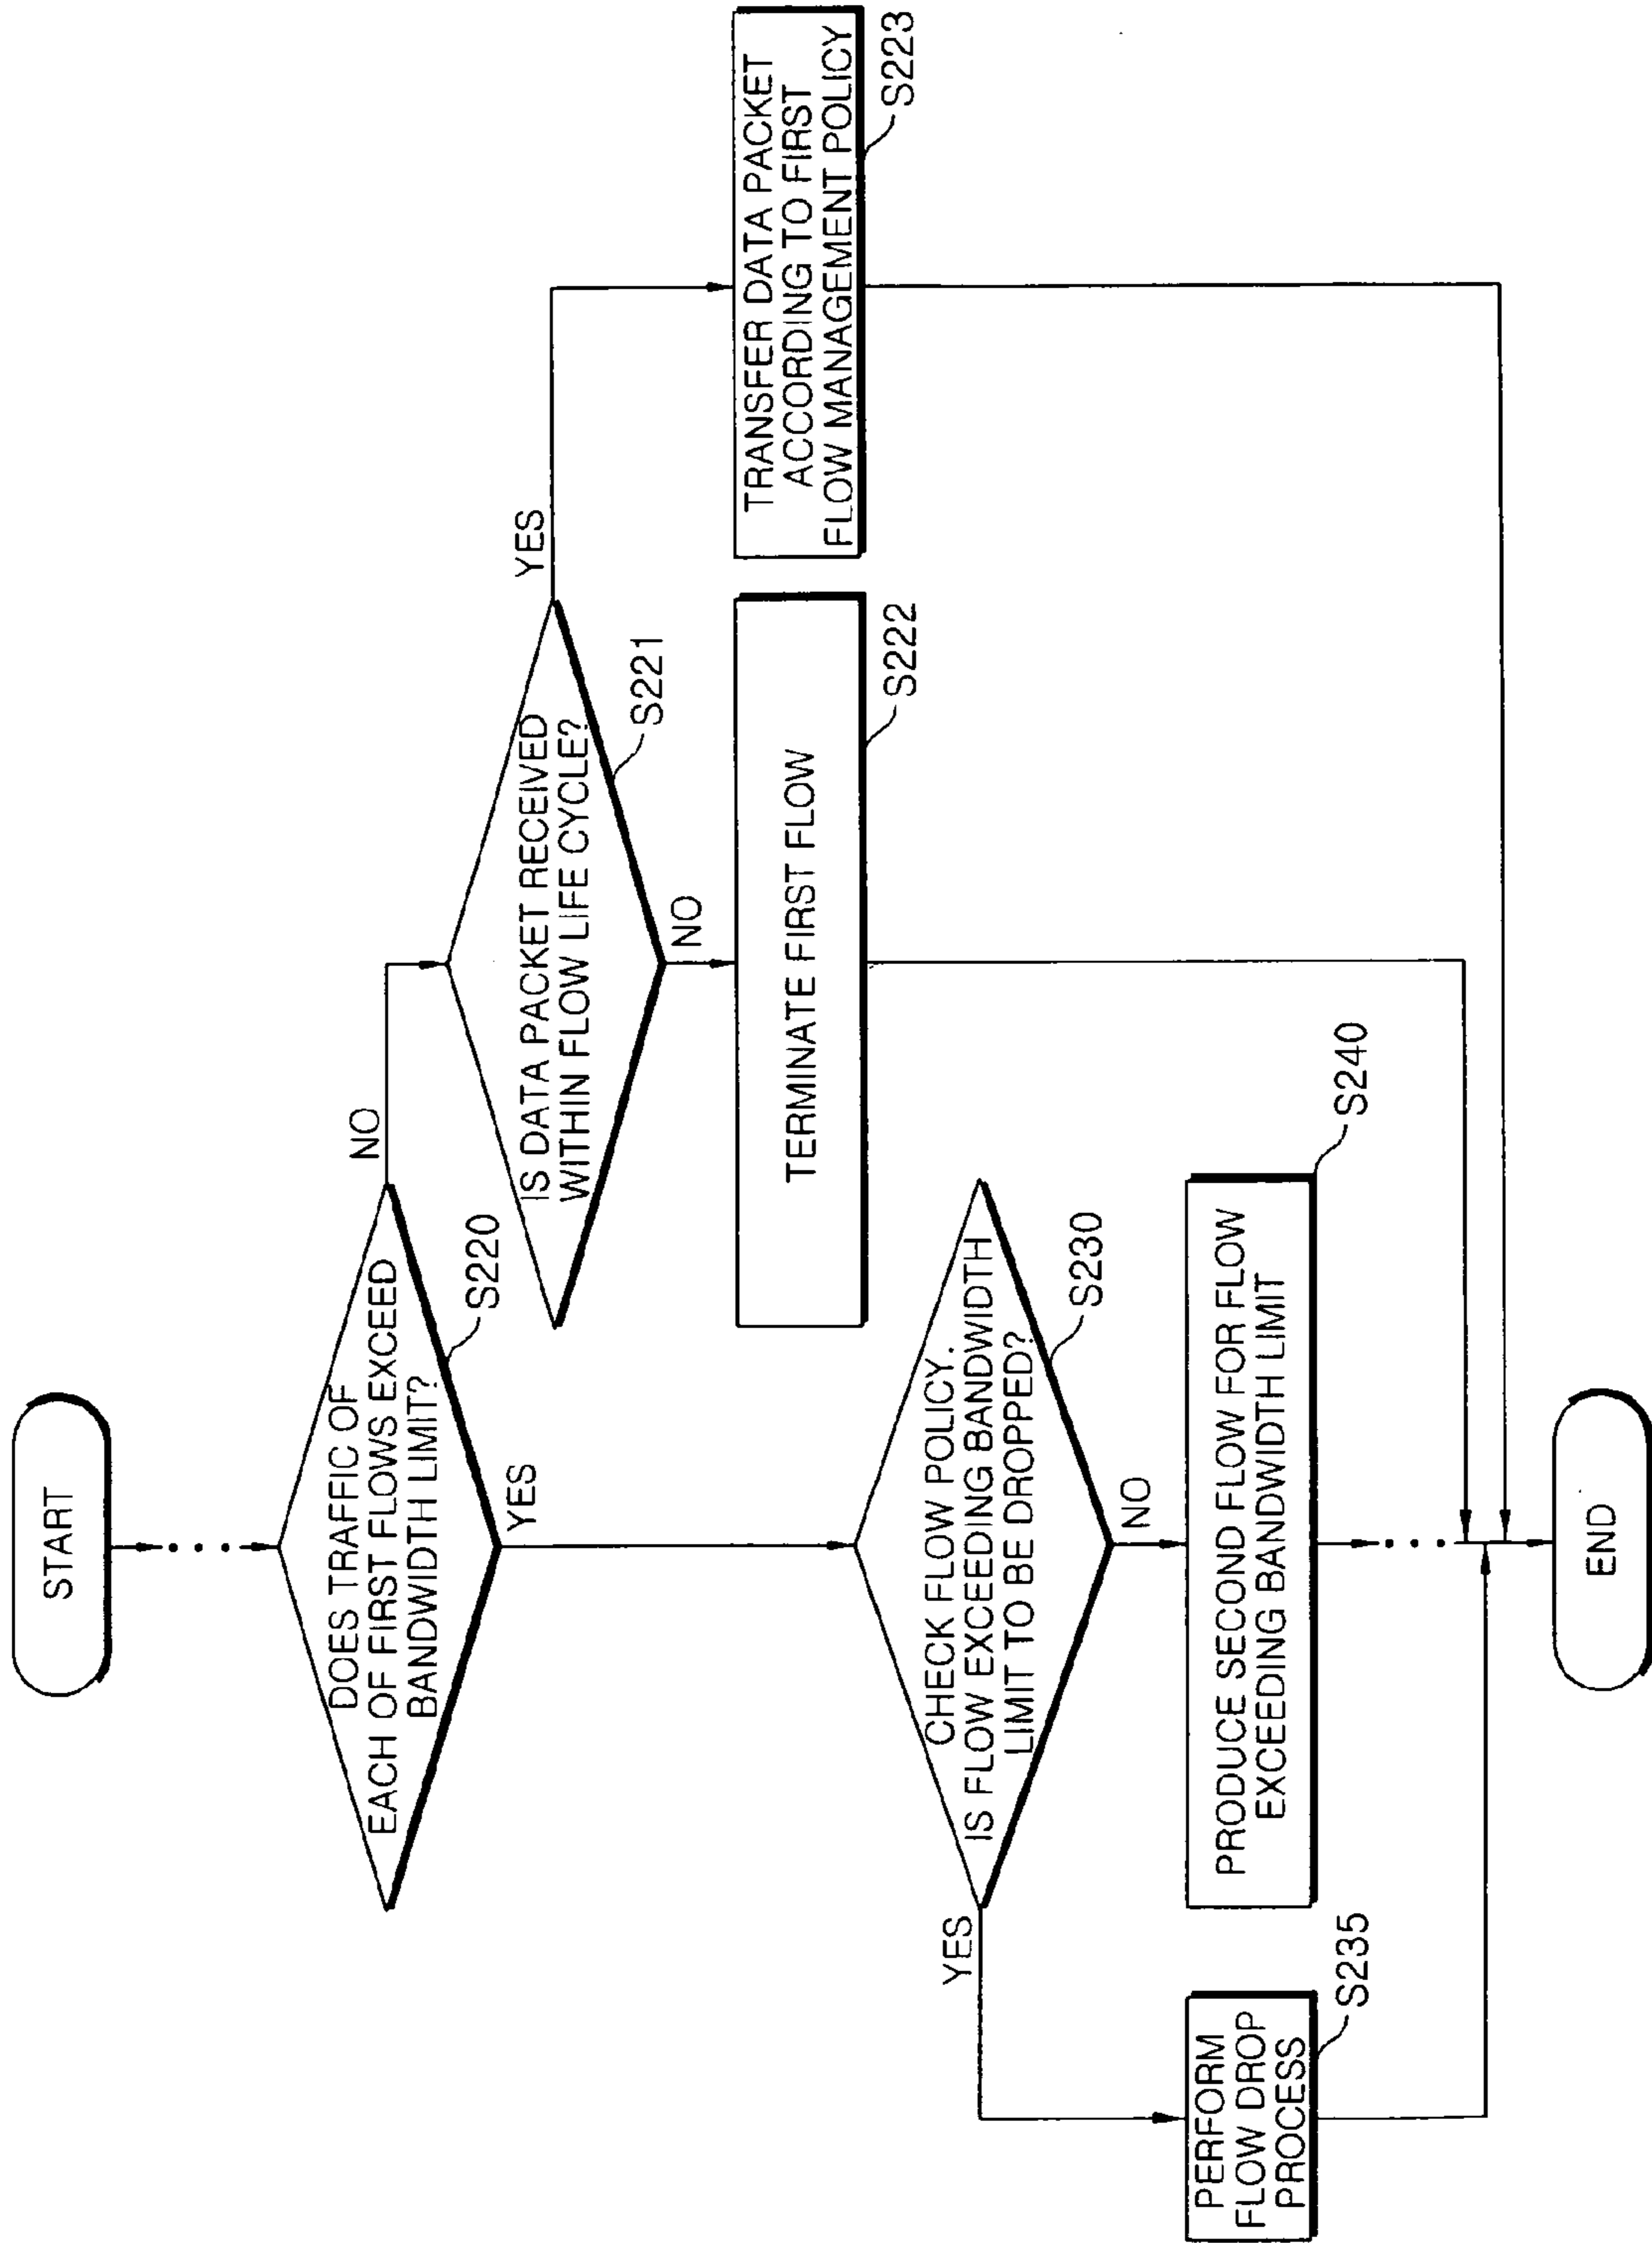 START
DOES TRAFFIC OF
EACH OF FIRST FLOWS EXCEED
BANDWIDTH LIMIT?
S220
NO
YES
IS DATA PACKET RECEIVED
WITHIN FLOW LIFE CYCLE?
S221
YES
NO
TERMINATE FIRST FLOW
S222
TRANSFER DATA PACKET
ACCORDING TO FIRST
FLOW MANAGEMENT POLICY
S223
CHECK FLOW POLICY.
IS FLOW EXCEEDING BANDWIDTH
LIMIT TO BE DROPPED?
S230
YES
NO
PERFORM
FLOW DROP
PROCESS
S235
PRODUCE SECOND FLOW FOR FLOW
EXCEEDING BANDWIDTH LIMIT
S240
END